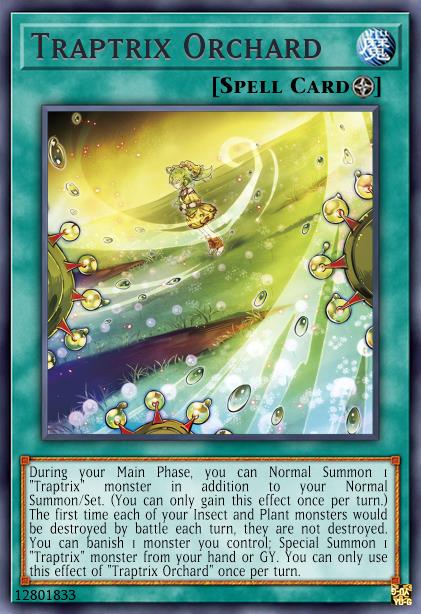 Traptrix Orchard
魔
[Spell Card]
During your Main Phase, you can Normal Summon 1
"Traptrix" monster in addition to your Normal
Summon/Set. (You can only gain this effect once per turn.)
The first time each of your Insect and Plant monsters would
be destroyed by battle each turn, they are not destroyed.
You can banish 1 monster you control; Special Summon 1
"Traptrix" monster from your hand or GY. You can only use
this effect of "Traptrix Orchard" once per turn.
12801833